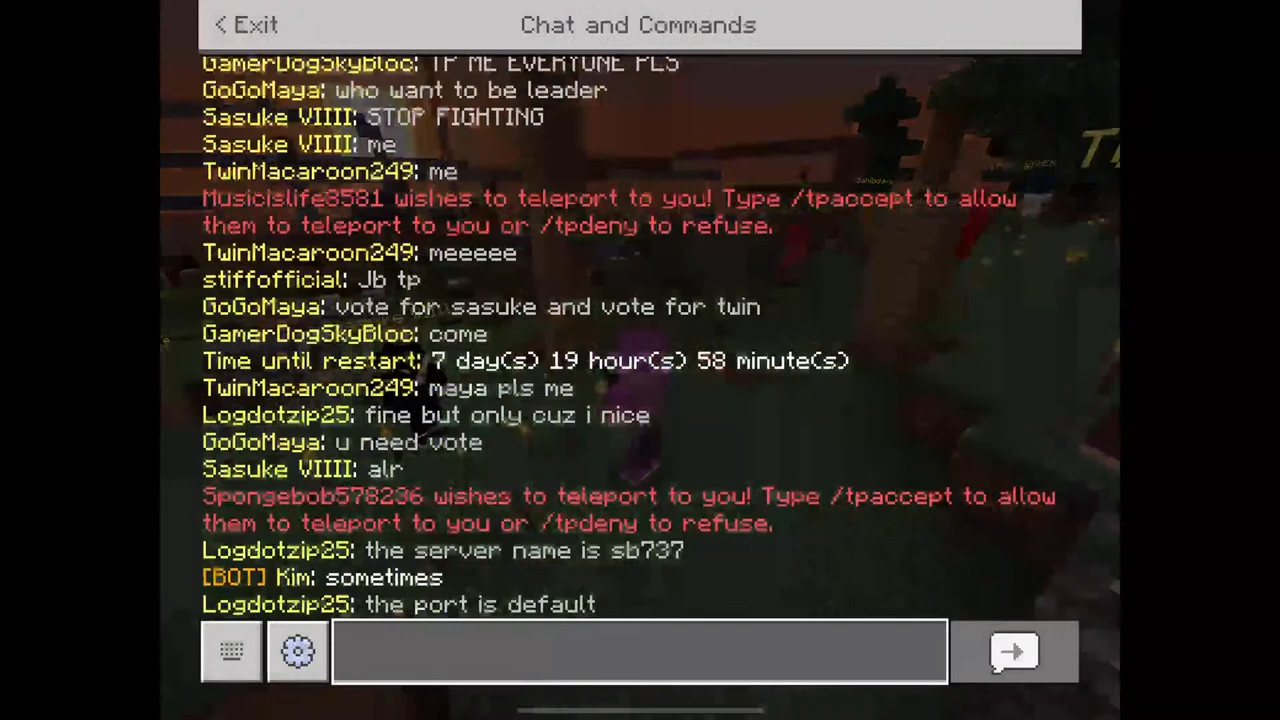 < Exit
Chat and Commands
GamerDogSkyBloc: TP ME EVERYONE PLS
GoGoMaya: who want to be leader
Sasuke VIIII: STOP FIGHTING
Sasuke VIIII: me
TwinMacaroon249: me
Musicislife8581 wishes to teleport to you! Type /tpaccept to allow
them to teleport to you or /tpdeny to refuse.
TwinMacaroon249: meeeee
stiffofficial: Jb tp
GoGoMaya: vote for sasuke and vote for twin
GamerDogSkyBloc: come
Time until restart: 7 day(s) 19 hour(s) 58 minute(s)
TwinMacaroon249: maya pls me
Logdotzip25: fine but only cuz i nice
GoGoMaya: u need vote
Sasuke VIIII: alr
Spongebob578236 wishes to teleport to you! Type /tpaccept to allow
them to teleport to you or /tpdeny to refuse.
Logdotzip25: the server name is sb737
[BOT] Kim: sometimes
Logdotzip25: the port is default